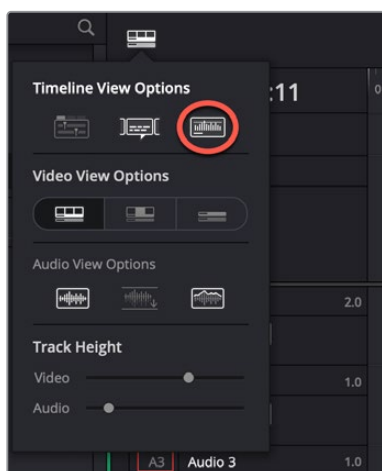 :11
Timeline View Options
Video View Options
Audio View Options
2.0
Track Height
Video
1.0
Audio
A3 Audio 3 1.0